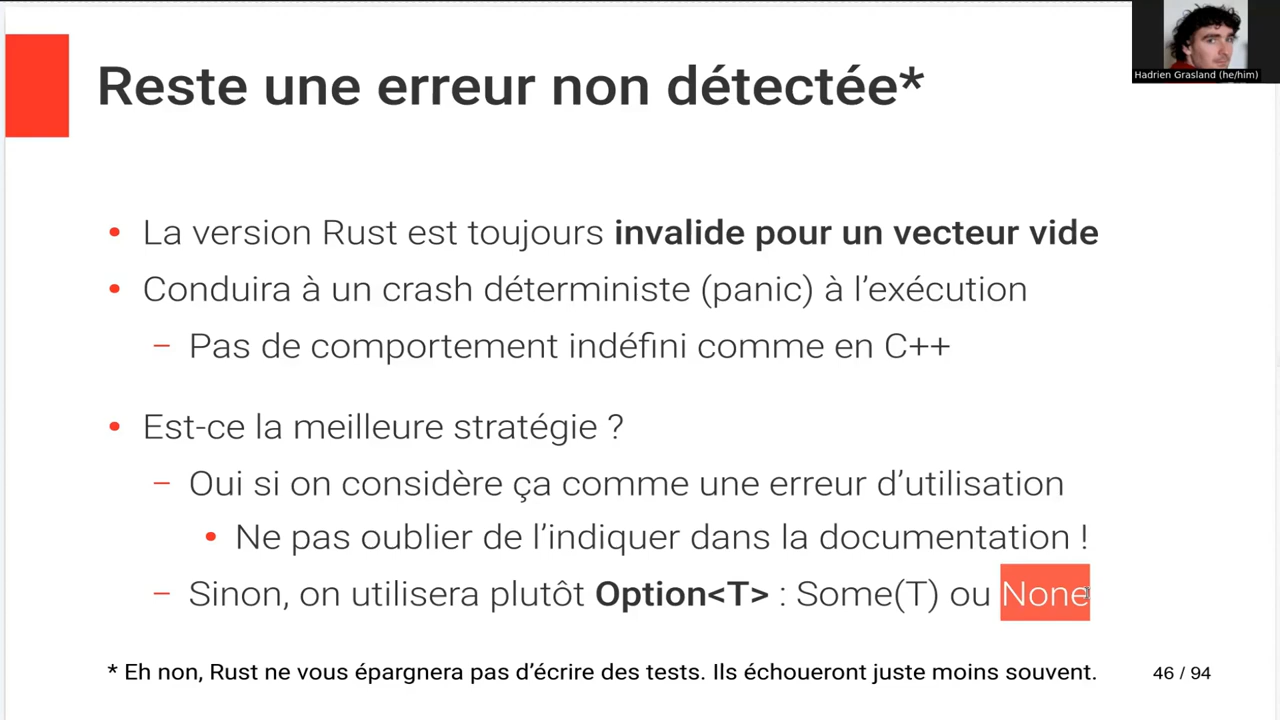 Hadrien Grasland (he/him)
Reste une erreur non détectée*
• La version Rust est toujours invalide pour un vecteur vide
• Conduira à un crash déterministe (panic) à l’exécution
– Pas de comportement indéfini comme en C++
• Est-ce la meilleure stratégie ?
– Oui si on considère ça comme une erreur d’utilisation
• Ne pas oublier de l’indiquer dans la documentation !
– Sinon, on utilisera plutôt Option<T> : Some(T) ou None
* Eh non, Rust ne vous épargnera pas d’écrire des tests. Ils échoueront juste moins souvent.
46 / 94